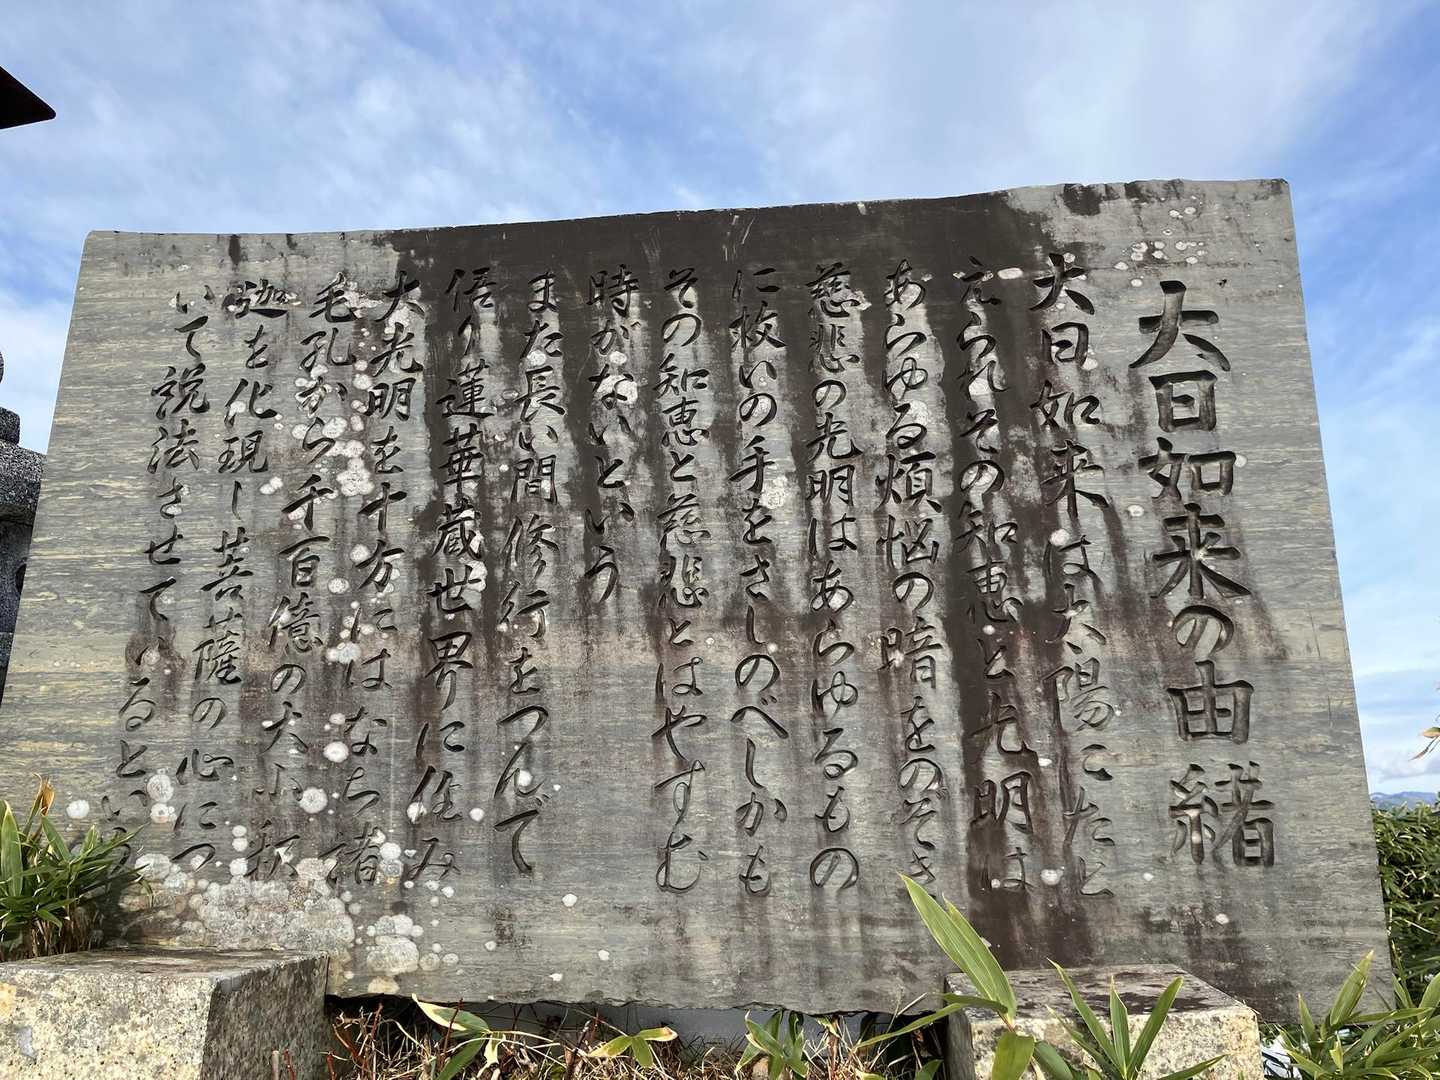 大日如来の由緒
大日如来は太陽にたと
えられその知恵と光明は
あらゆる煩悩の暗をのぞき
慈悲の光明はあらゆるもの
に救いの手をさしのべしかも
その知恵と慈悲とはやすむ
時がないという
また長い間修行をつんで
悟り蓮華蔵世界に住み
大光明を十方にはなち諸
毛孔から千百億の大小釈
迦を化現し菩薩の心につ
いて説法させているという